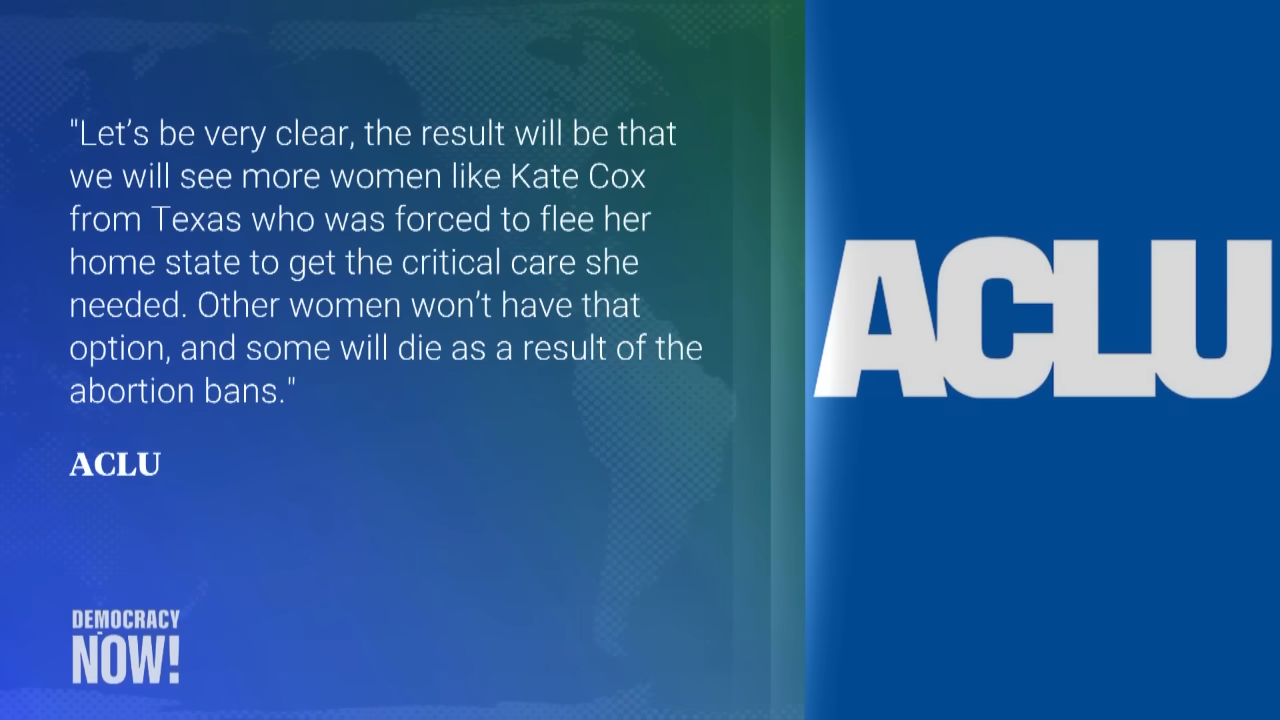 "Let’s be very clear, the result will be that
we will see more women like Kate Cox
from Texas who was forced to flee her
home state to get the critical care she
needed. Other women won’t have that
option, and some will die as a result of the
abortion bans."
ACLU
DEMOCRACY
NOW!
ACLU